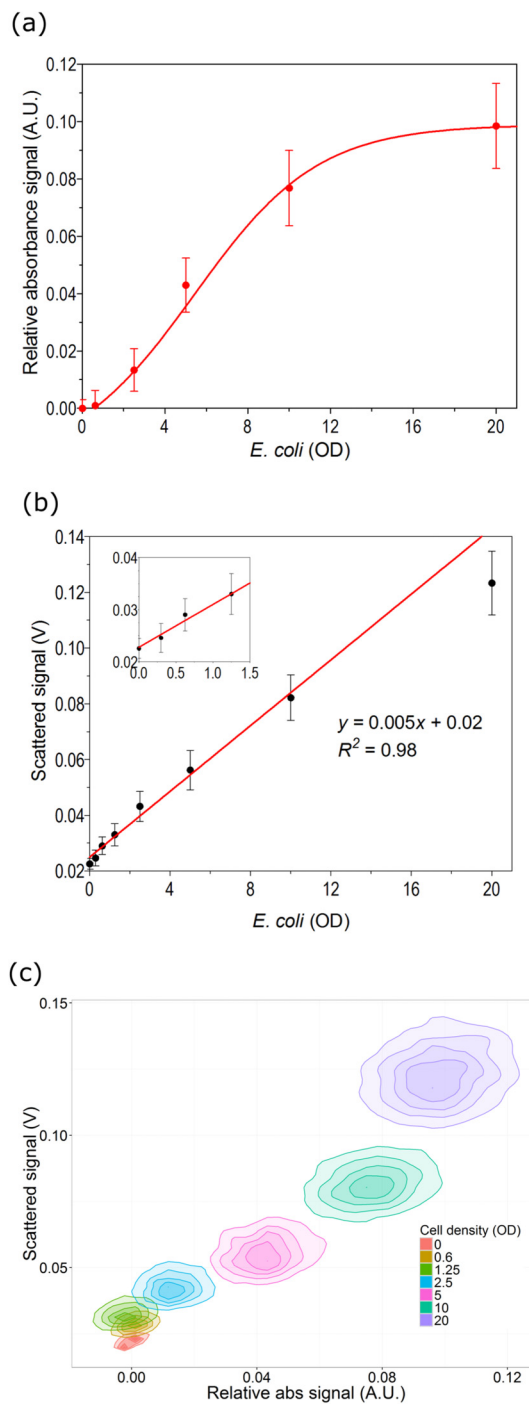 (a)
Relative absorbance signal (A.U.)
0.12
0.10
0.08
0.06
0.04
0.02
0.00
0 4 8 12 16 20
E. coli (OD)
(b)
Scattered signal (V)
0.14
0.12
0.10
0.08
0.06
0.04
0.02
0.04
0.03
0.02
0.0 0.5 1.0 1.5
y = 0.005x + 0.02
R² = 0.98
0 4 8 12 16 20
E. coli (OD)
(c)
Scattered signal (V)
0.15
0.10
0.05
Cell density (OD)
0
0.6
1.25
2.5
5
10
20
0.00 0.04 0.08 0.12
Relative abs signal (A.U.)